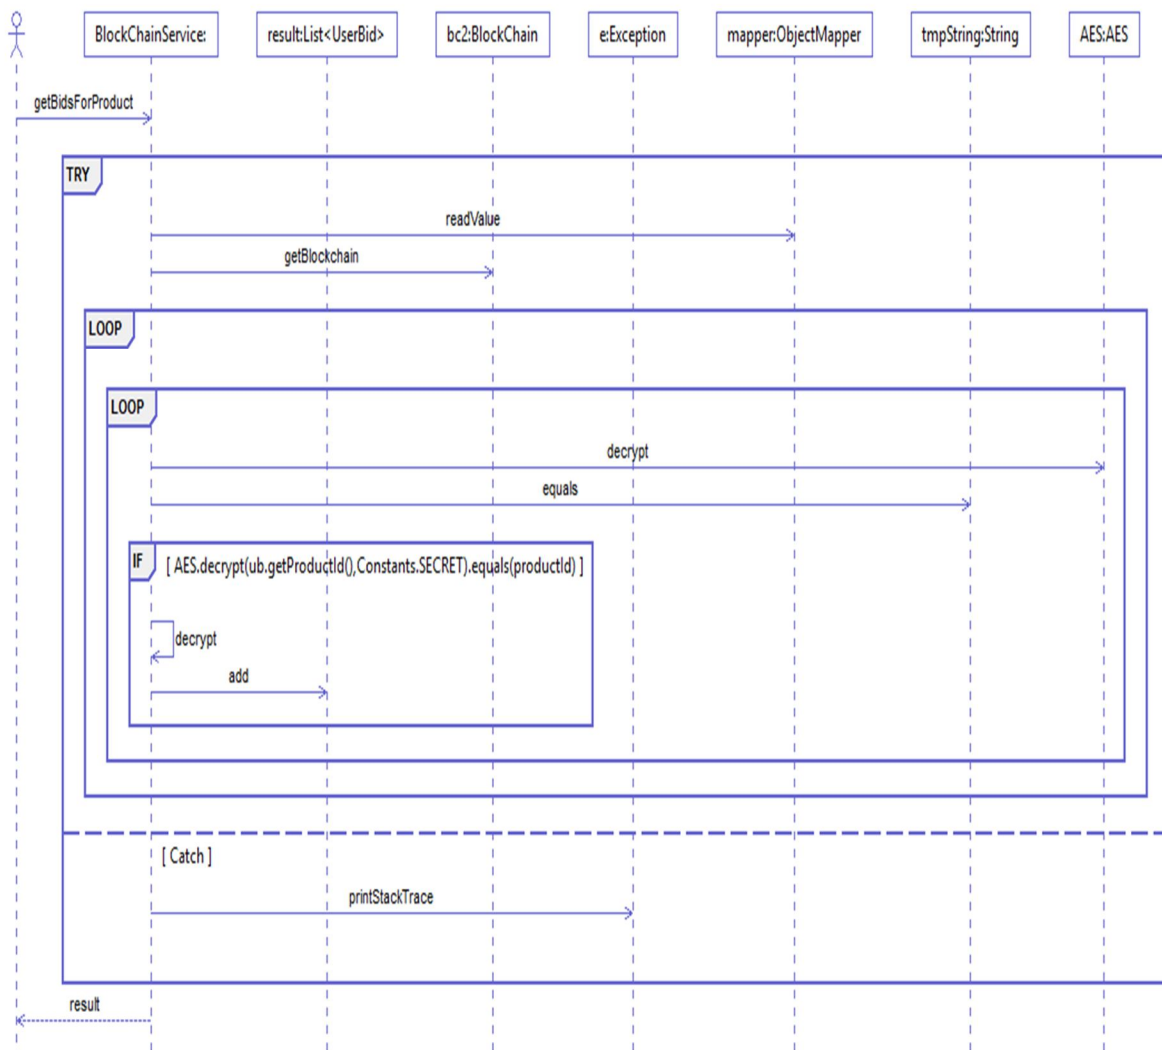 BlockChainService:
result:List<UserBid>
bc2:BlockChain
e:Exception
mapper:ObjectMapper
tmpString:String
AES:AES
getBidsForProduct
TRY
readValue
getBlockchain
LOOP
LOOP
decrypt
equals
IF
[ AES.decrypt(ub.getProductId(),Constants.SECRET).equals(productId) ]
decrypt
add
[ Catch ]
printStackTrace
result